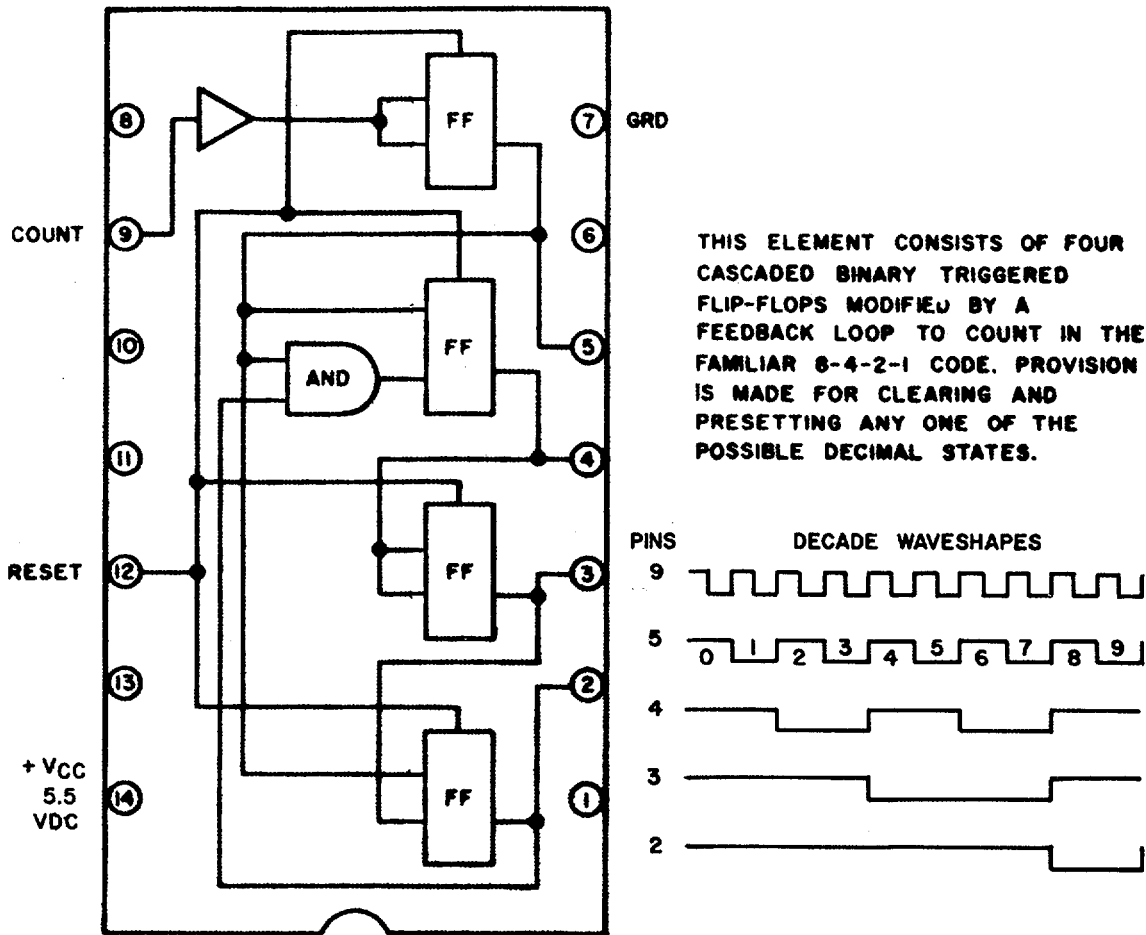 8
FF
7
GRD
COUNT
9
6
10
FF
5
AND
11
4
RESET
12
FF
3
13
2
+ VCC
5.5
VDC
14
FF
1
THIS ELEMENT CONSISTS OF FOUR
CASCADED BINARY TRIGGERED
FLIP-FLOPS MODIFIED BY A
FEEDBACK LOOP TO COUNT IN THE
FAMILIAR 8-4-2-1 CODE. PROVISION
IS MADE FOR CLEARING AND
PRESETTING ANY ONE OF THE
POSSIBLE DECIMAL STATES.
PINS DECADE WAVESHAPES
9
5 0 1 2 3 4 5 6 7 8 9
4
3
2